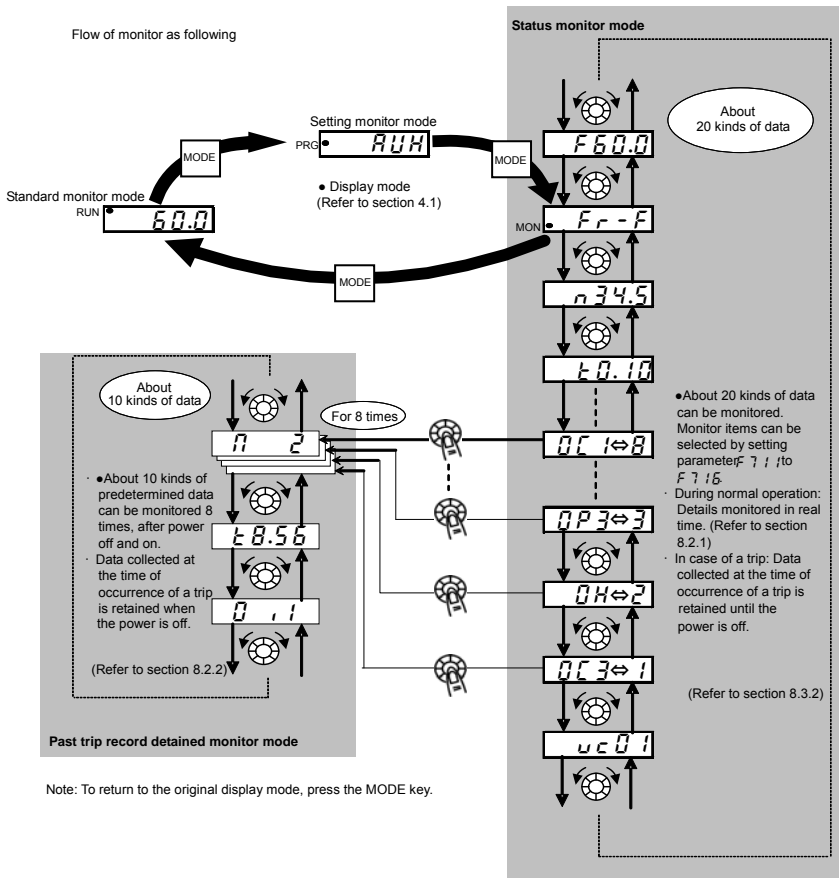 Flow of monitor as following
Status monitor mode
About
20 kinds of data
Setting monitor mode
PRG AUH
MODE
MODE
● Display mode
(Refer to section 4.1)
Standard monitor mode
RUN 60.0
MODE
F60.0
MON Fr-F
n34.5
t0.10
OC1⇔8
OP3⇔3
OH⇔2
OC3⇔1
uc01
●About 20 kinds of data
can be monitored.
Monitor items can be
selected by setting
parameter F711 to
F716.
· During normal operation:
Details monitored in real
time. (Refer to section
8.2.1)
· In case of a trip: Data
collected at the time of
occurrence of a trip is
retained until the
power is off.
(Refer to section 8.3.2)
About
10 kinds of data
For 8 times
n 2
t8.56
· ●About 10 kinds of
predetermined data
can be monitored 8
times, after power
off and on.
· Data collected at
the time of
occurrence of a trip
is retained when
the power is off.
(Refer to section 8.2.2)
Past trip record detained monitor mode
Note: To return to the original display mode, press the MODE key.